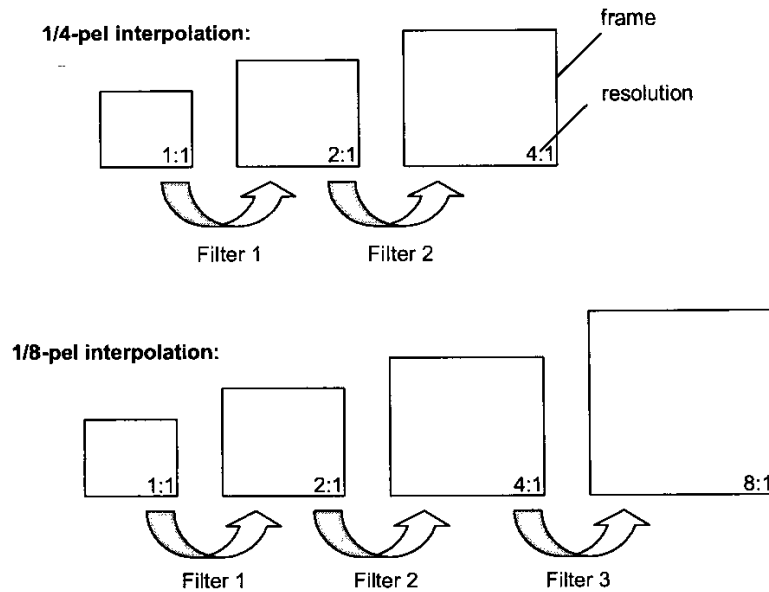 1/4-pel interpolation:
frame
resolution
1:1
2:1
4:1
Filter 1
Filter 2
1/8-pel interpolation:
1:1
2:1
4:1
8:1
Filter 1
Filter 2
Filter 3